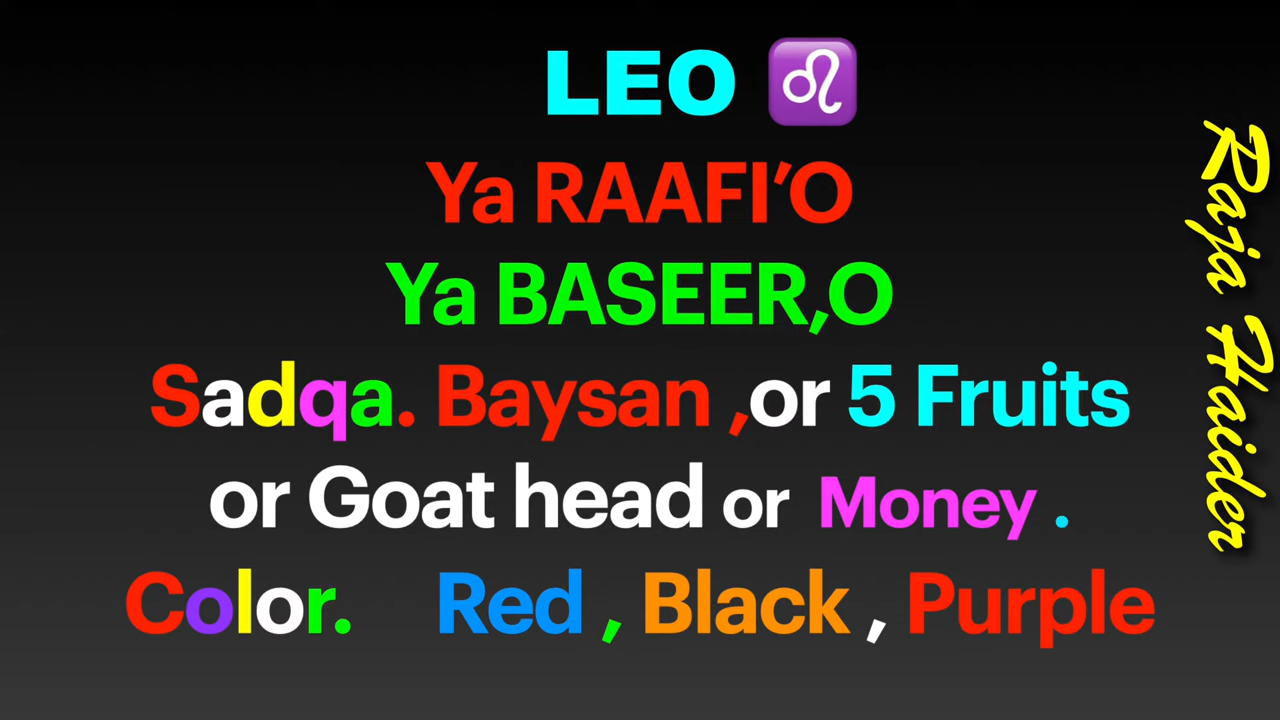 LEO ♌
Ya RAAFI’O
Ya BASEER,O
Sadqa. Baysan ,or 5 Fruits
or Goat head or Money .
Color. Red , Black , Purple
Raja Haider